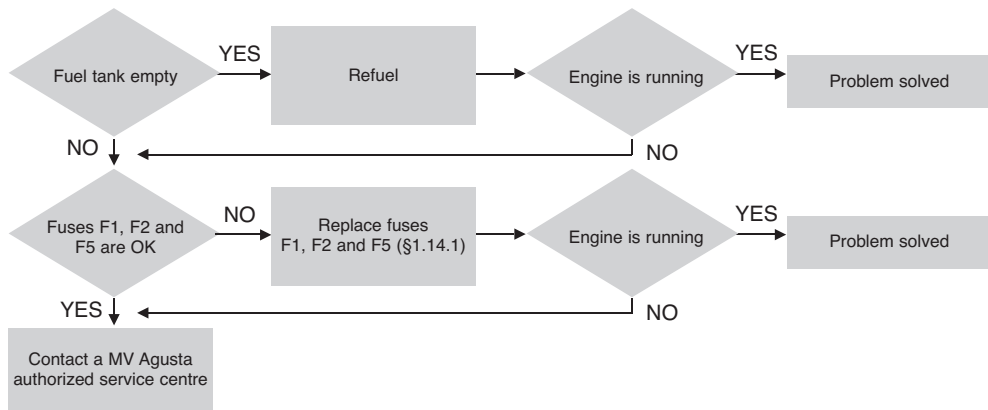 Fuel tank empty
YES
Refuel
Engine is running
YES
Problem solved
NO
NO
Fuses F1, F2 and
F5 are OK
NO
Replace fuses
F1, F2 and F5 (§1.14.1)
Engine is running
YES
Problem solved
YES
NO
Contact a MV Agusta
authorized service centre